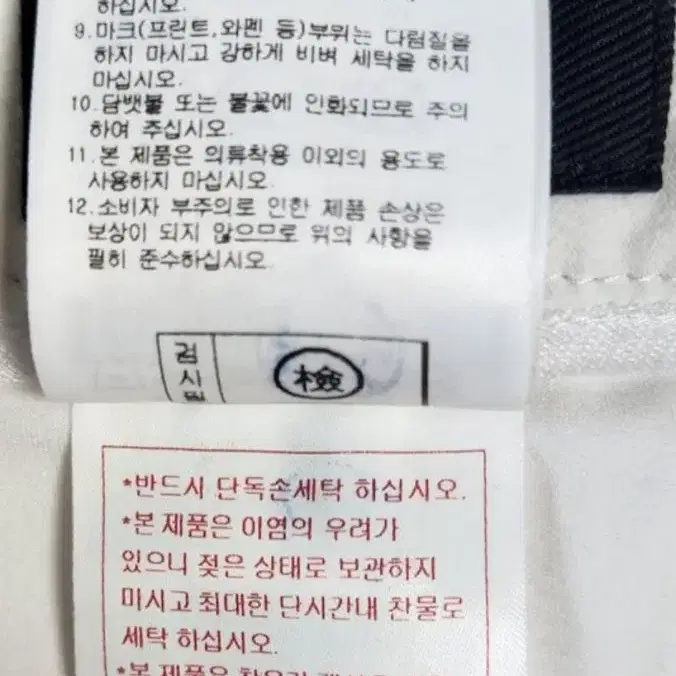 하십시오.
9.마크(프린트,와펜 등)부위는 다림질을
하지 마시고 강하게 비벼 세탁을 하지
마십시오.
10.담뱃불 또는 불꽃에 인화되므로 주의
하여 주십시오.
11.본 제품은 의류착용 이외의 용도로
사용하지 마십시오.
12.소비자 부주의로 인한 제품 손상은
보상이 되지 않으므로 위의 사항을
필히 준수하십시오.
검사필
檢
*반드시 단독손세탁 하십시오.
*본 제품은 이염의 우려가
있으니 젖은 상태로 보관하지
마시고 최대한 단시간내 찬물로
세탁 하십시오.
*본 제품은